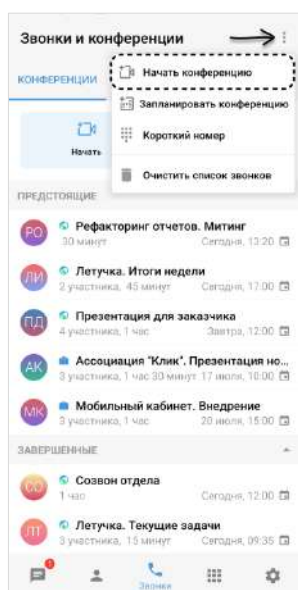 Звонки и конференции
КОНФЕРЕНЦИИ
Начать конференцию
Запланировать конференцию
Короткий номер
Очистить список звонков
Начать
ПРЕДСТОЯЩИЕ
РО
Рефакторинг отчетов. Митинг
30 минут Сегодня, 13:20
ЛИ
Летучка. Итоги недели
2 участника, 45 минут Сегодня, 17:00
ПД
Презентация для заказчика
4 участника, 1 час Завтра, 12:00
АК
Ассоциация "Клик". Презентация но...
3 участника, 1 час 30 минут 17 июля, 10:00
МК
Мобильный кабинет. Внедрение
3 участника, 1 час 20 июля, 15:00
ЗАВЕРШЕННЫЕ
СО
Созвон отдела
1 час Сегодня, 12:00
ЛТ
Летучка. Текущие задачи
3 участника, 15 минут Сегодня, 09:35
Звонки